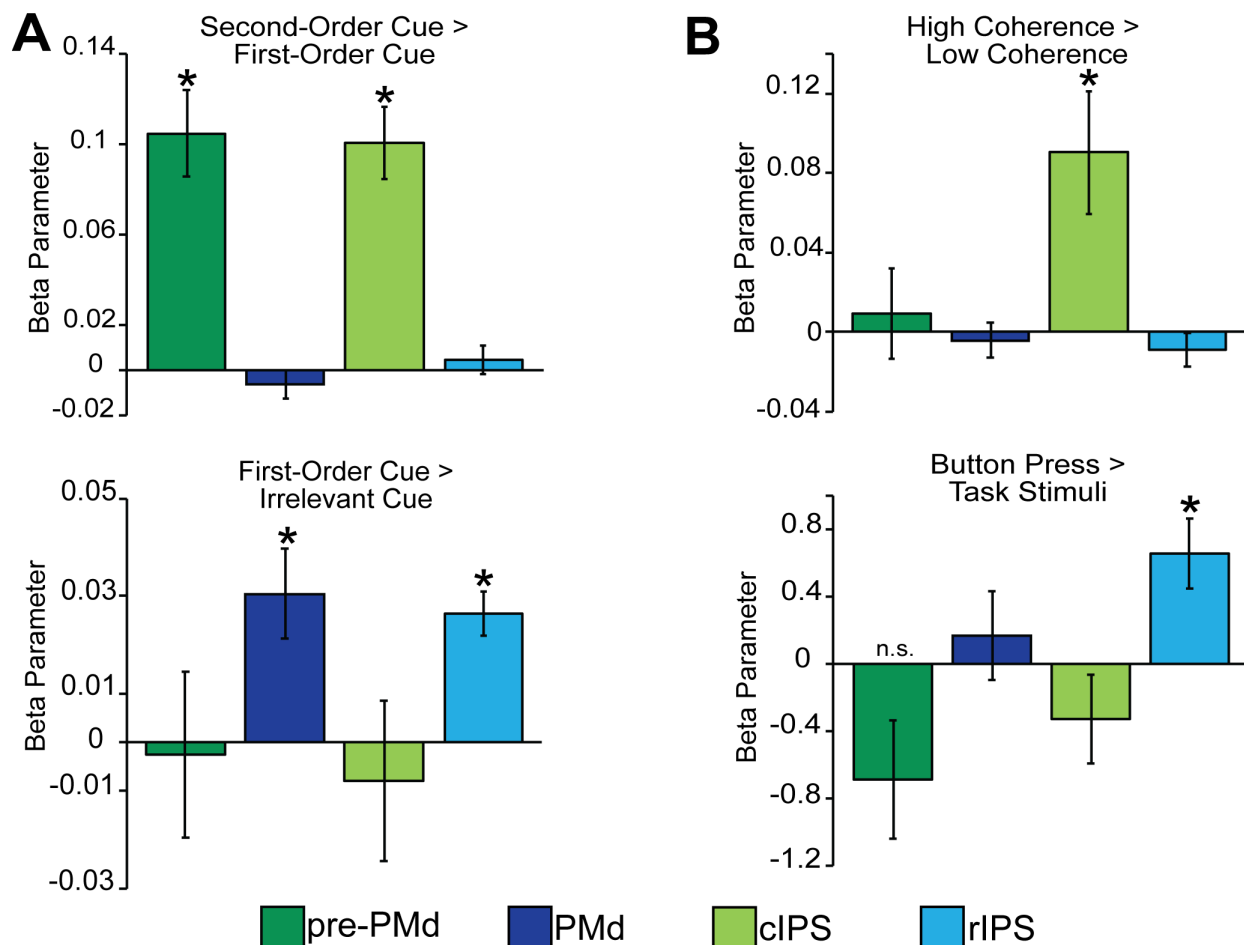 A
Second-Order Cue >
First-Order Cue
0.14
0.1
0.06
0.02
0
-0.02
Beta Parameter
*
*
First-Order Cue >
Irrelevant Cue
0.05
0.03
0.01
0
-0.01
-0.03
Beta Parameter
*
*
B
High Coherence >
Low Coherence
0.12
0.08
0.04
0
-0.04
Beta Parameter
*
Button Press >
Task Stimuli
0.8
0.4
0
-0.4
-0.8
-1.2
Beta Parameter
n.s.
*
pre-PMd PMd cIPS rIPS